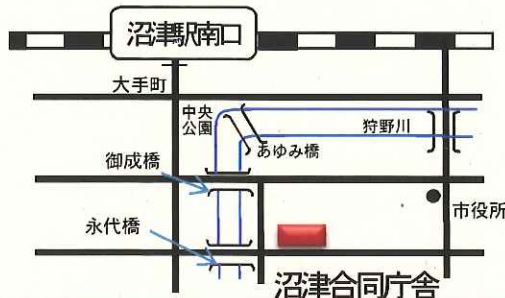 沼津駅南口
大手町
中央
公園
狩野川
あゆみ橋
御成橋
市役所
永代橋
沼津合同庁舎